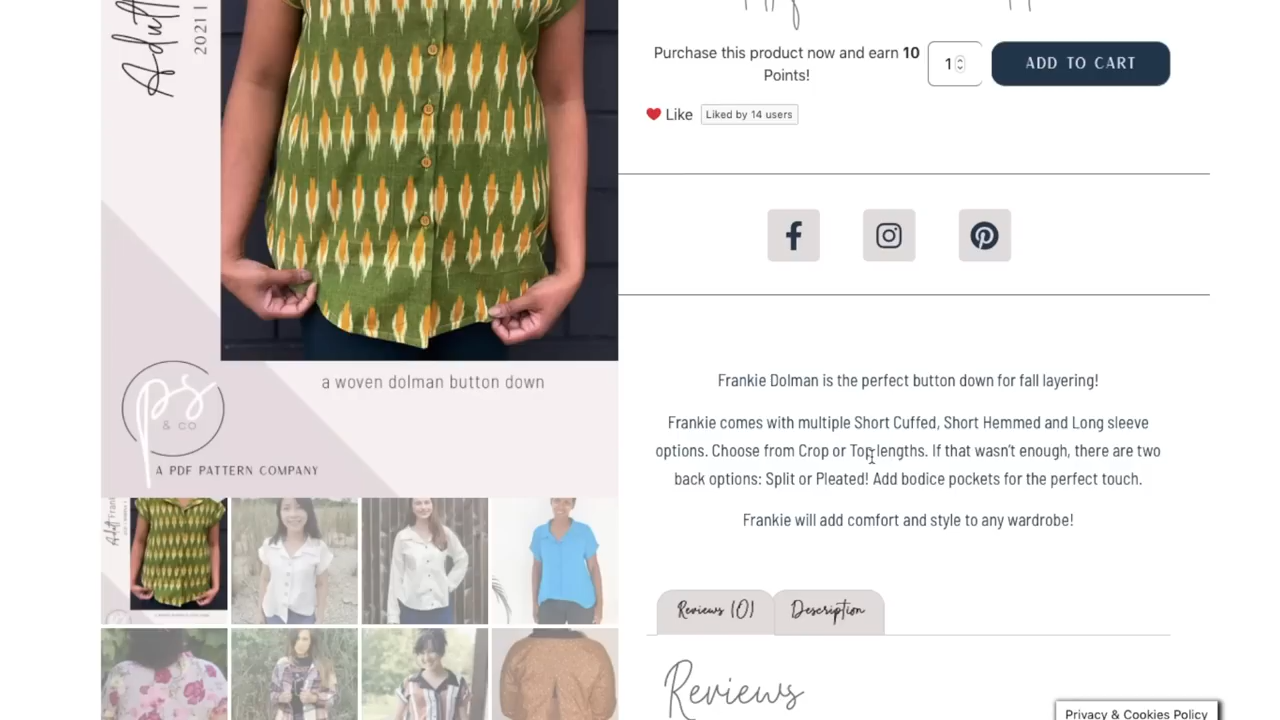 Adult
2021 |
Purchase this product now and earn 10
Points!
1
ADD TO CART
Like
Liked by 14 users
a woven dolman button down
ps
& CO
A PDF PATTERN COMPANY
Frankie Dolman is the perfect button down for fall layering!
Frankie comes with multiple Short Cuffed, Short Hemmed and Long sleeve
options. Choose from Crop or Top lengths. If that wasn't enough, there are two
back options: Split or Pleated! Add bodice pockets for the perfect touch.
Frankie will add comfort and style to any wardrobe!
Reviews (0)
Description
Reviews
Privacy & Cookies Policy